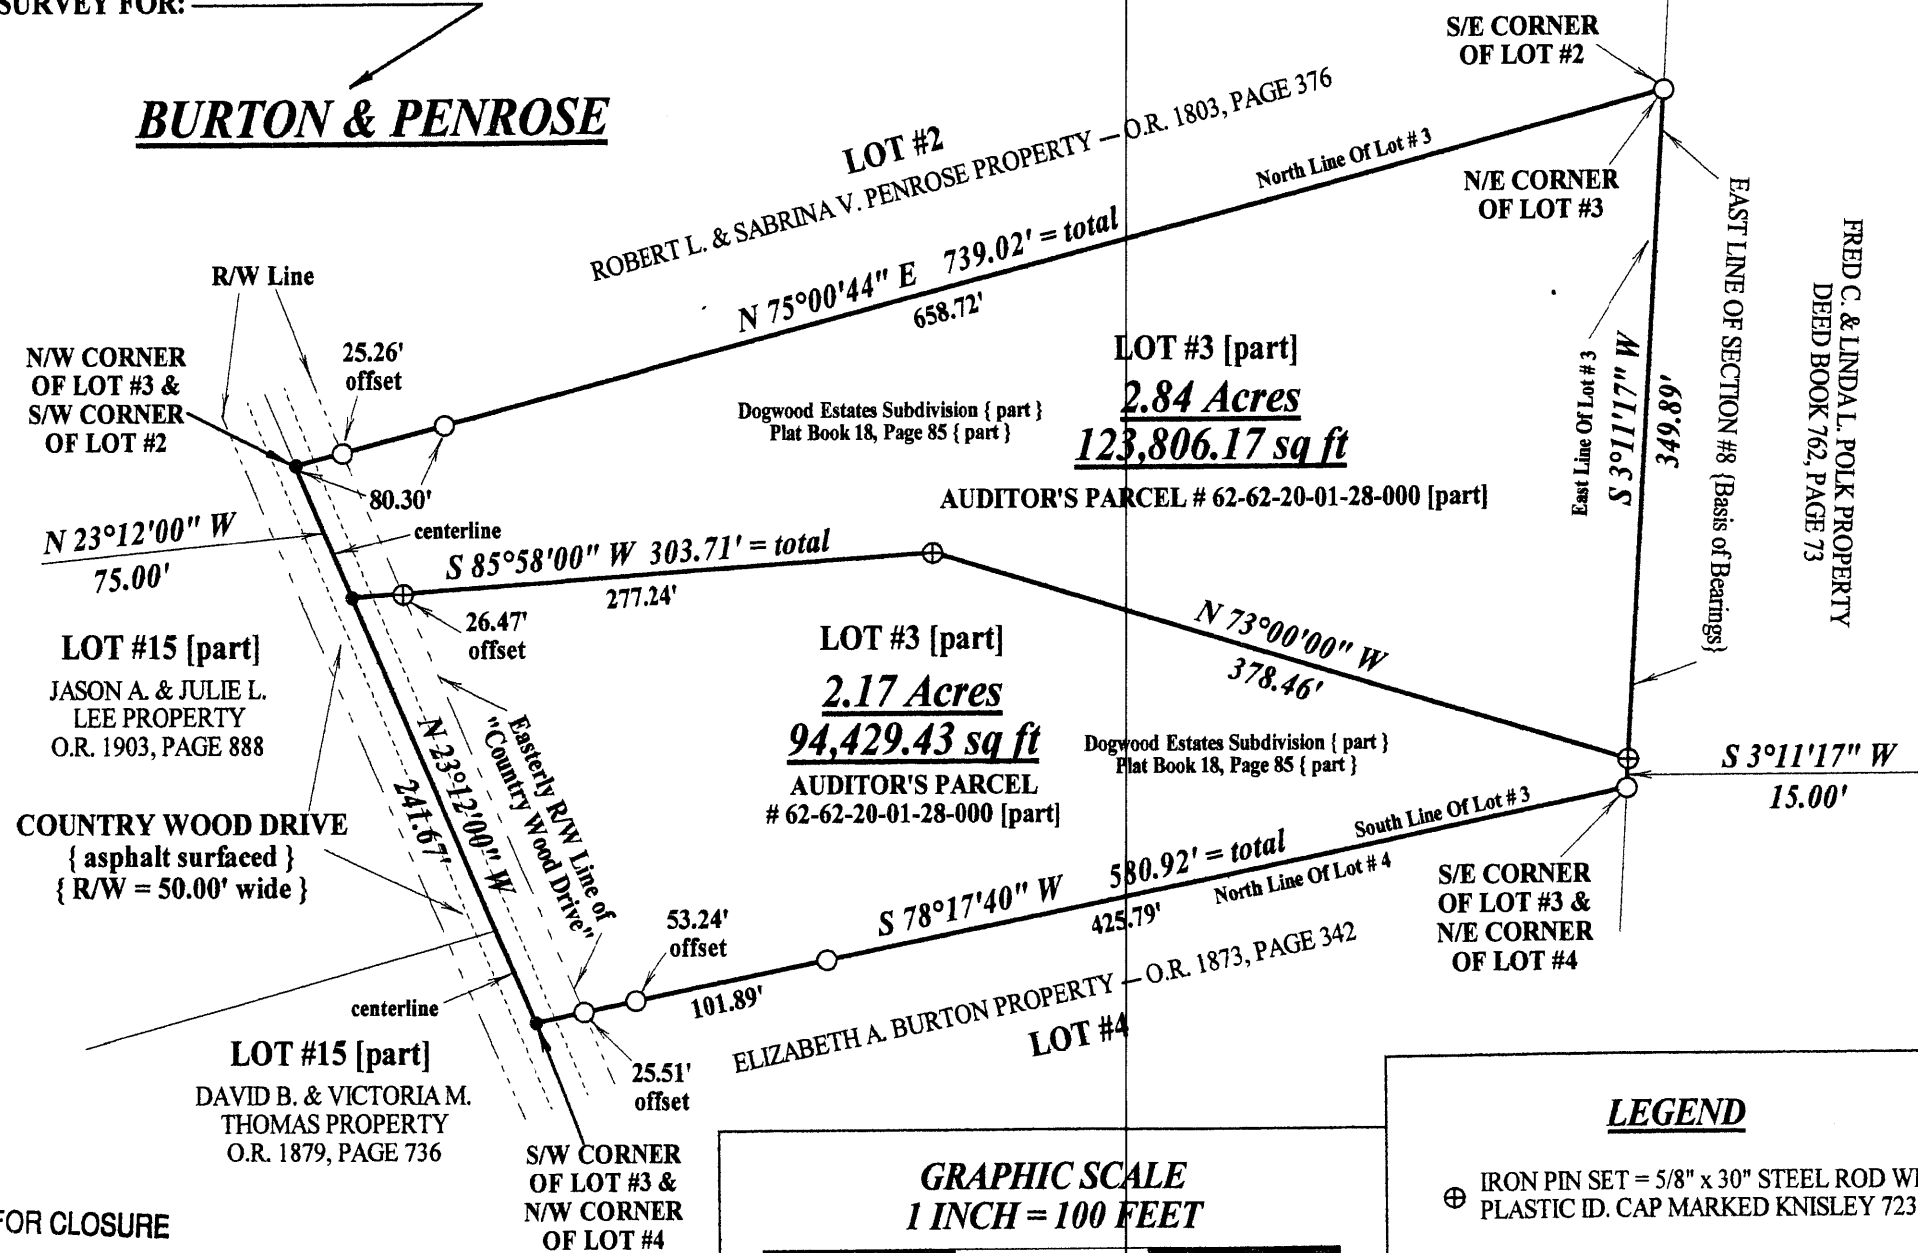 SURVEY FOR:
BURTON & PENROSE
S/E CORNER
OF LOT #2
LOT #2
ROBERT L. & SABRINA V. PENROSE PROPERTY — O.R. 1803, PAGE 376
North Line Of Lot # 3
N/E CORNER
OF LOT #3
N 75°00'44" E 739.02' = total
658.72'
R/W Line
N/W CORNER
OF LOT #3 &
S/W CORNER
OF LOT #2
25.26'
offset
80.30'
centerline
N 23°12'00" W
75.00'
LOT #3 [part]
2.84 Acres
123,806.17 sq ft
Dogwood Estates Subdivision { part }
Plat Book 18, Page 85 { part }
AUDITOR'S PARCEL # 62-62-20-01-28-000 [part]
East Line Of Lot # 3
S 3°11'17" W
349.89'
EAST LINE OF SECTION #8 {Basis of Bearings}
FRED C. & LINDA L. POLK PROPERTY
DEED BOOK 762, PAGE 73
S 85°58'00" W 303.71' = total
277.24'
26.47'
offset
N 73°00'00" W
378.46'
LOT #15 [part]
JASON A. & JULIE L.
LEE PROPERTY
O.R. 1903, PAGE 888
LOT #3 [part]
2.17 Acres
94,429.43 sq ft
AUDITOR'S PARCEL
# 62-62-20-01-28-000 [part]
Dogwood Estates Subdivision { part }
Plat Book 18, Page 85 { part }
S 3°11'17" W
15.00'
Easterly R/W Line of
"Country Wood Drive"
N 23°12'00" W
241.67'
COUNTRY WOOD DRIVE
{ asphalt surfaced }
{ R/W = 50.00' wide }
South Line Of Lot # 3
North Line Of Lot # 4
S 78°17'40" W 580.92' = total
425.79'
S/E CORNER
OF LOT #3 &
N/E CORNER
OF LOT #4
53.24'
offset
101.89'
ELIZABETH A. BURTON PROPERTY — O.R. 1873, PAGE 342
LOT #4
centerline
25.51'
offset
LOT #15 [part]
DAVID B. & VICTORIA M.
THOMAS PROPERTY
O.R. 1879, PAGE 736
S/W CORNER
OF LOT #3 &
N/W CORNER
OF LOT #4
FOR CLOSURE
GRAPHIC SCALE
1 INCH = 100 FEET
LEGEND
IRON PIN SET = 5/8" x 30" STEEL ROD WI
PLASTIC ID. CAP MARKED KNISLEY 723